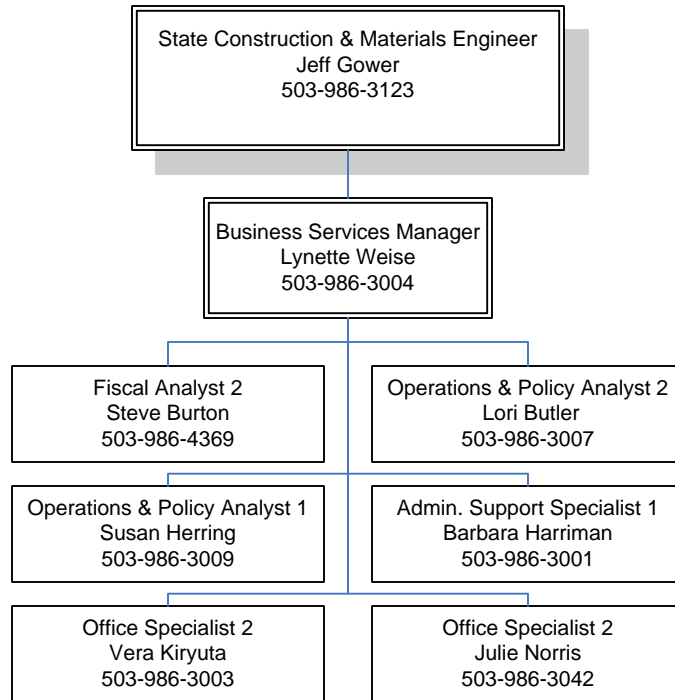 State Construction & Materials Engineer
Jeff Gower
503-986-3123
Business Services Manager
Lynette Weise
503-986-3004
Fiscal Analyst 2
Steve Burton
503-986-4369
Operations & Policy Analyst 2
Lori Butler
503-986-3007
Operations & Policy Analyst 1
Susan Herring
503-986-3009
Admin. Support Specialist 1
Barbara Harriman
503-986-3001
Office Specialist 2
Vera Kiryuta
503-986-3003
Office Specialist 2
Julie Norris
503-986-3042